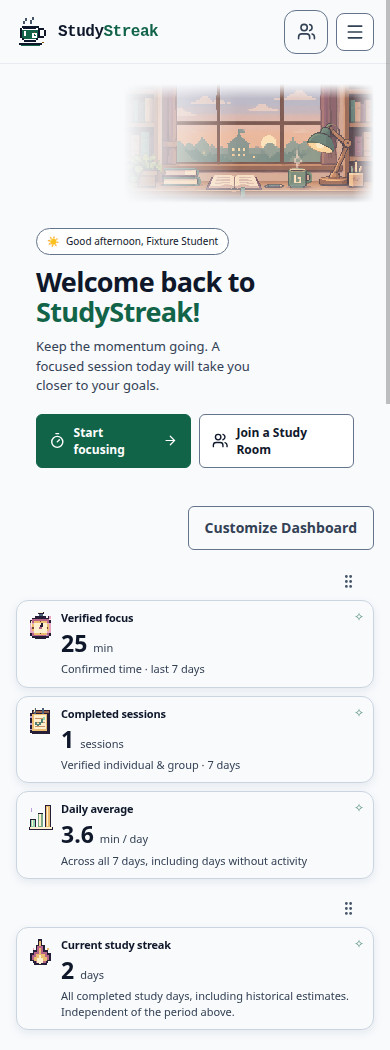 StudyStreak
Good afternoon, Fixture Student
Welcome back to
StudyStreak!
Keep the momentum going. A
focused session today will take you
closer to your goals.
Start
focusing
Join a Study
Room
Customize Dashboard
Verified focus
25 min
Confirmed time · last 7 days
Completed sessions
1 sessions
Verified individual & group · 7 days
Daily average
3.6 min / day
Across all 7 days, including days without activity
Current study streak
2 days
All completed study days, including historical estimates.
Independent of the period above.